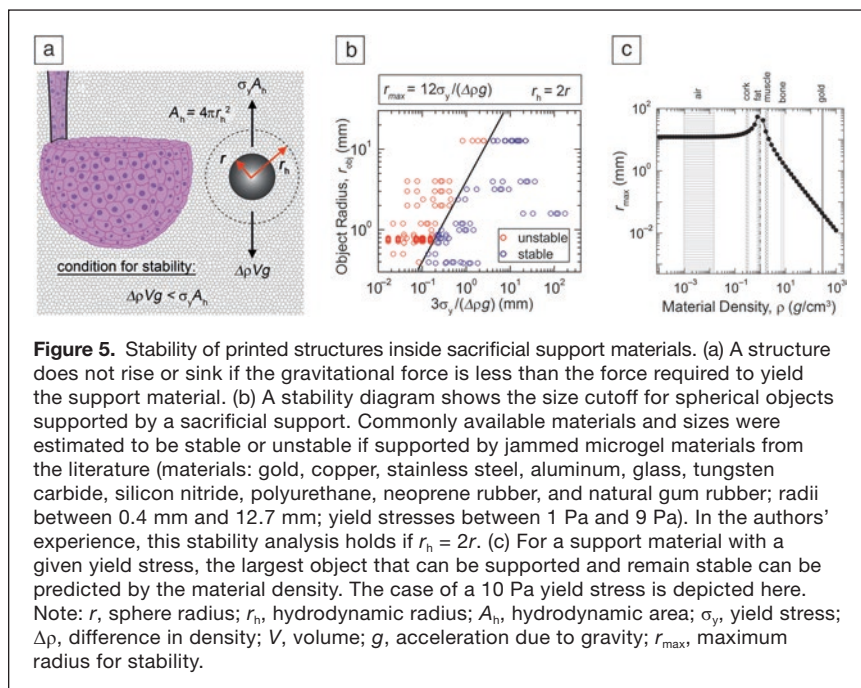 a
σyAh
Ah = 4πrh²
r
rh
condition for stability:
ΔρVg
ΔρVg < σyAh
b
rmax = 12σy/(Δρg) rh = 2r
Object Radius, robj (mm)
10¹
10⁰
unstable
stable
10⁻² 10⁻¹ 10⁰ 10¹ 10²
3σy/(Δρg) (mm)
c
air
cork
fat
muscle
bone
gold
rmax (mm)
10²
10⁰
10⁻²
10⁻³ 10⁻¹ 10¹ 10³
Material Density, ρ (g/cm³)
Figure 5. Stability of printed structures inside sacrificial support materials. (a) A structure
does not rise or sink if the gravitational force is less than the force required to yield
the support material. (b) A stability diagram shows the size cutoff for spherical objects
supported by a sacrificial support. Commonly available materials and sizes were
estimated to be stable or unstable if supported by jammed microgel materials from
the literature (materials: gold, copper, stainless steel, aluminum, glass, tungsten
carbide, silicon nitride, polyurethane, neoprene rubber, and natural gum rubber; radii
between 0.4 mm and 12.7 mm; yield stresses between 1 Pa and 9 Pa). In the authors’
experience, this stability analysis holds if rh = 2r. (c) For a support material with a
given yield stress, the largest object that can be supported and remain stable can be
predicted by the material density. The case of a 10 Pa yield stress is depicted here.
Note: r, sphere radius; rh, hydrodynamic radius; Ah, hydrodynamic area; σy, yield stress;
Δρ, difference in density; V, volume; g, acceleration due to gravity; rmax, maximum
radius for stability.